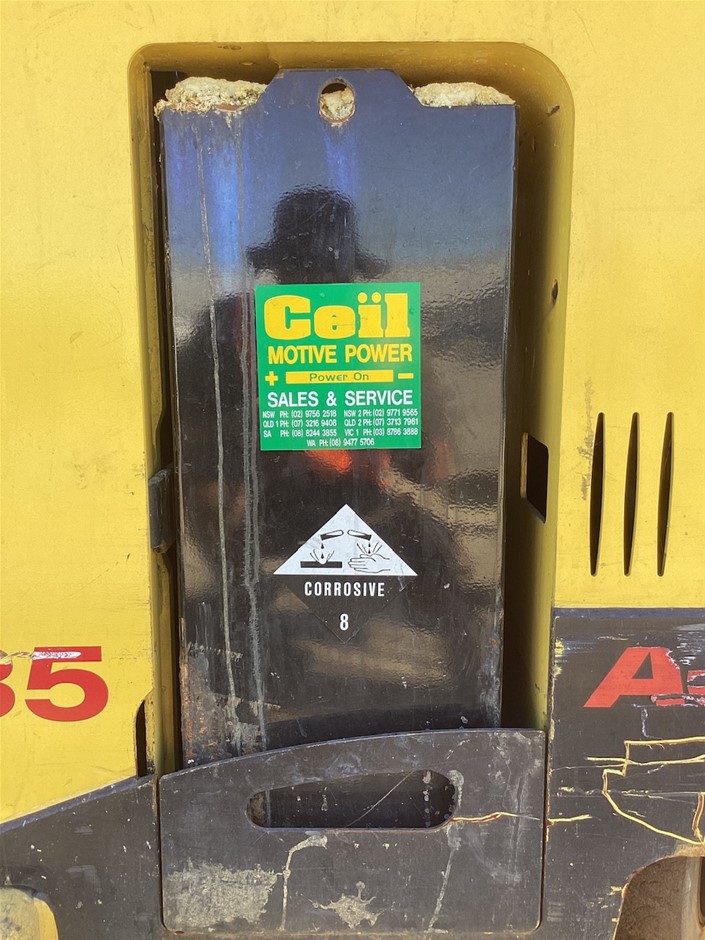 Ceïl
MOTIVE POWER
+ Power On −
SALES & SERVICE
NSW PH: (02) 9756 2518 NSW 2 PH: (02) 9771 9565
QLD 1 PH: (07) 3216 9408 QLD 2 PH: (07) 3713 7961
SA PH: (08) 8244 3855 VIC 1 PH: (03) 8786 3888
WA PH: (08) 9477 5706
CORROSIVE
8
35
A